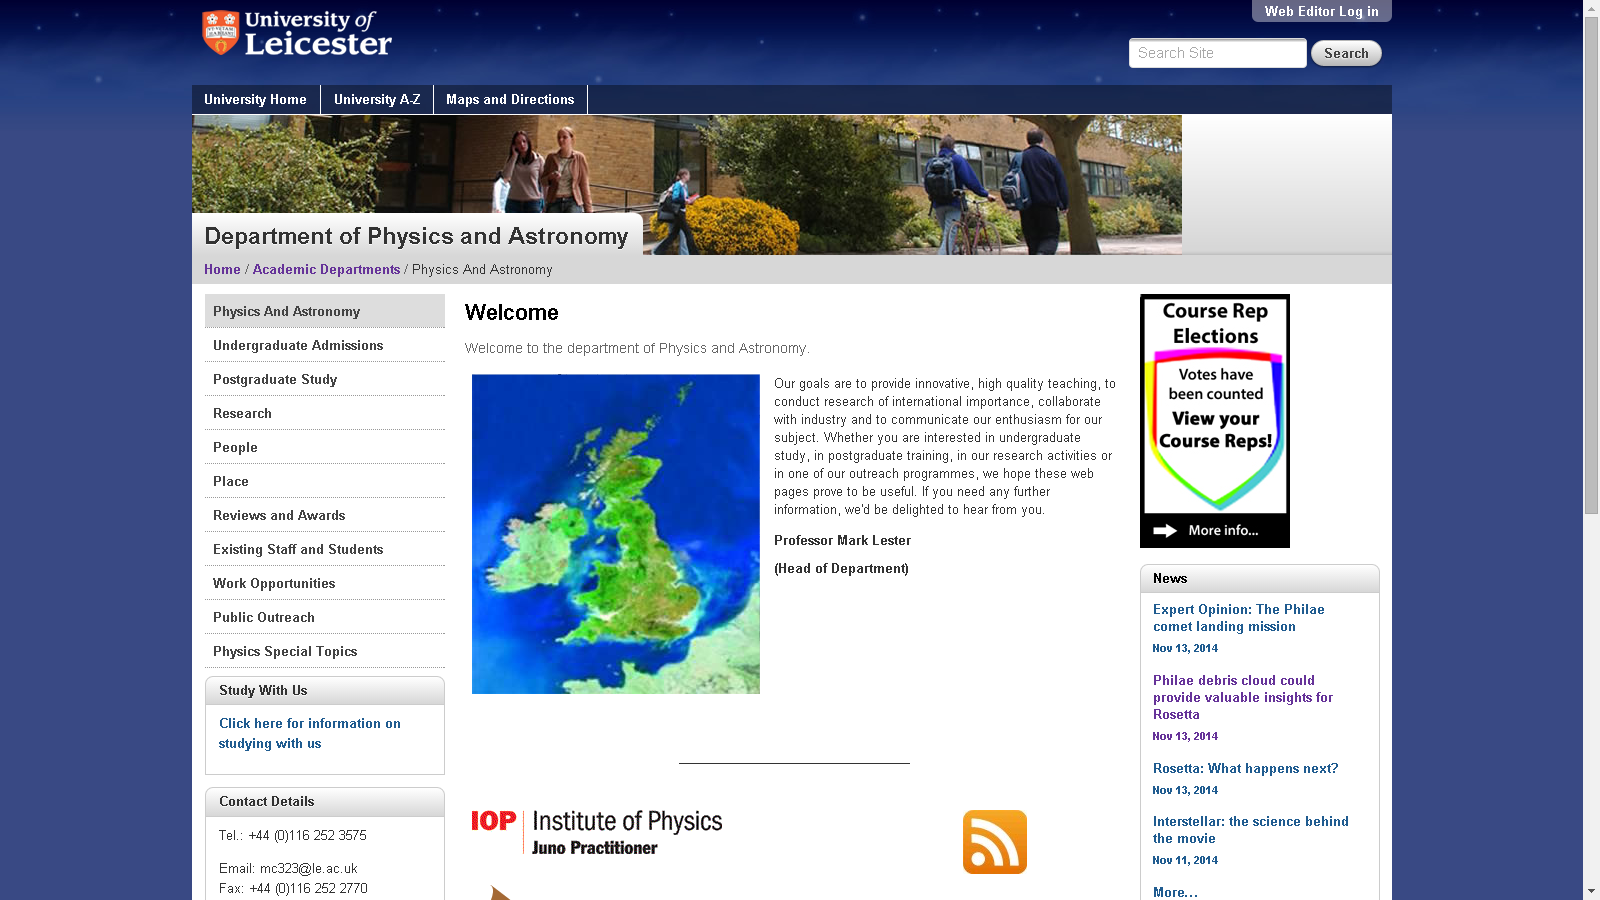 University of
Leicester
Web Editor Log in
Search Site
Search
University Home
University A-Z
Maps and Directions
Department of Physics and Astronomy
Home / Academic Departments / Physics And Astronomy
Physics And Astronomy
Undergraduate Admissions
Postgraduate Study
Research
People
Place
Reviews and Awards
Existing Staff and Students
Work Opportunities
Public Outreach
Physics Special Topics
Study With Us
Click here for information on
studying with us
Contact Details
Tel.: +44 (0)116 252 3575
Email: mc323@le.ac.uk
Fax: +44 (0)116 252 2770
Welcome
Welcome to the department of Physics and Astronomy.
Our goals are to provide innovative, high quality teaching, to
conduct research of international importance, collaborate
with industry and to communicate our enthusiasm for our
subject. Whether you are interested in undergraduate
study, in postgraduate training, in our research activities or
in one of our outreach programmes, we hope these web
pages prove to be useful. If you need any further
information, we'd be delighted to hear from you.
Professor Mark Lester
(Head of Department)
IOP Institute of Physics
Juno Practitioner
Course Rep
Elections
Votes have
been counted
View your
Course Reps!
More info...
News
Expert Opinion: The Philae
comet landing mission
Nov 13, 2014
Philae debris cloud could
provide valuable insights for
Rosetta
Nov 13, 2014
Rosetta: What happens next?
Nov 13, 2014
Interstellar: the science behind
the movie
Nov 11, 2014
More…